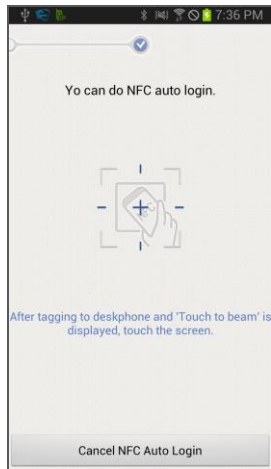 7:36 PM
Yo can do NFC auto login.
After tagging to deskphone and 'Touch to beam' is
displayed, touch the screen.
Cancel NFC Auto Login